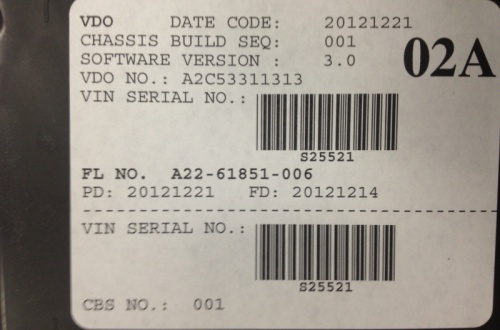 VDO DATE CODE: 20121221
CHASSIS BUILD SEQ: 001
SOFTWARE VERSION : 3.0
02A
VDO NO.: A2C53311313
VIN SERIAL NO.:
S25521
FL NO. A22-61851-006
PD: 20121221 FD: 20121214
VIN SERIAL NO.:
S25521
CBS NO.: 001